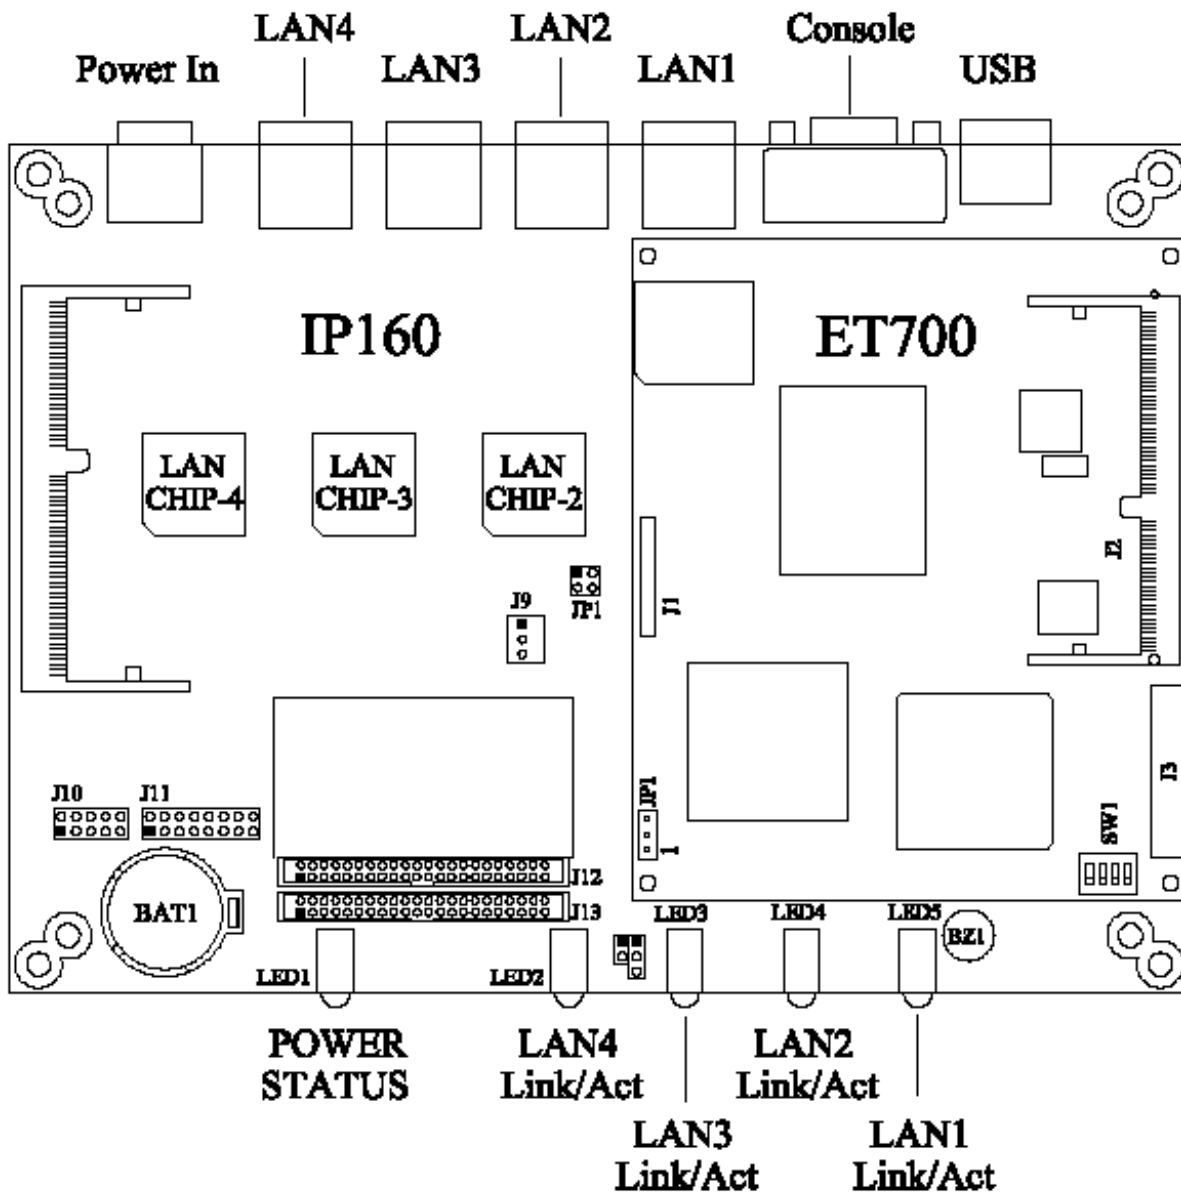 LAN4
LAN2
Console
Power In
LAN3
LAN1
USB
IP160
ET700
LAN
CHIP-4
LAN
CHIP-3
LAN
CHIP-2
J2
JP1
J9
J1
J10
J11
JP1
1
J3
SW1
J12
J13
BAT1
LED3
LED4
LED5
BZ1
LED1
LED2
POWER
STATUS
LAN4
Link/Act
LAN2
Link/Act
LAN3
Link/Act
LAN1
Link/Act